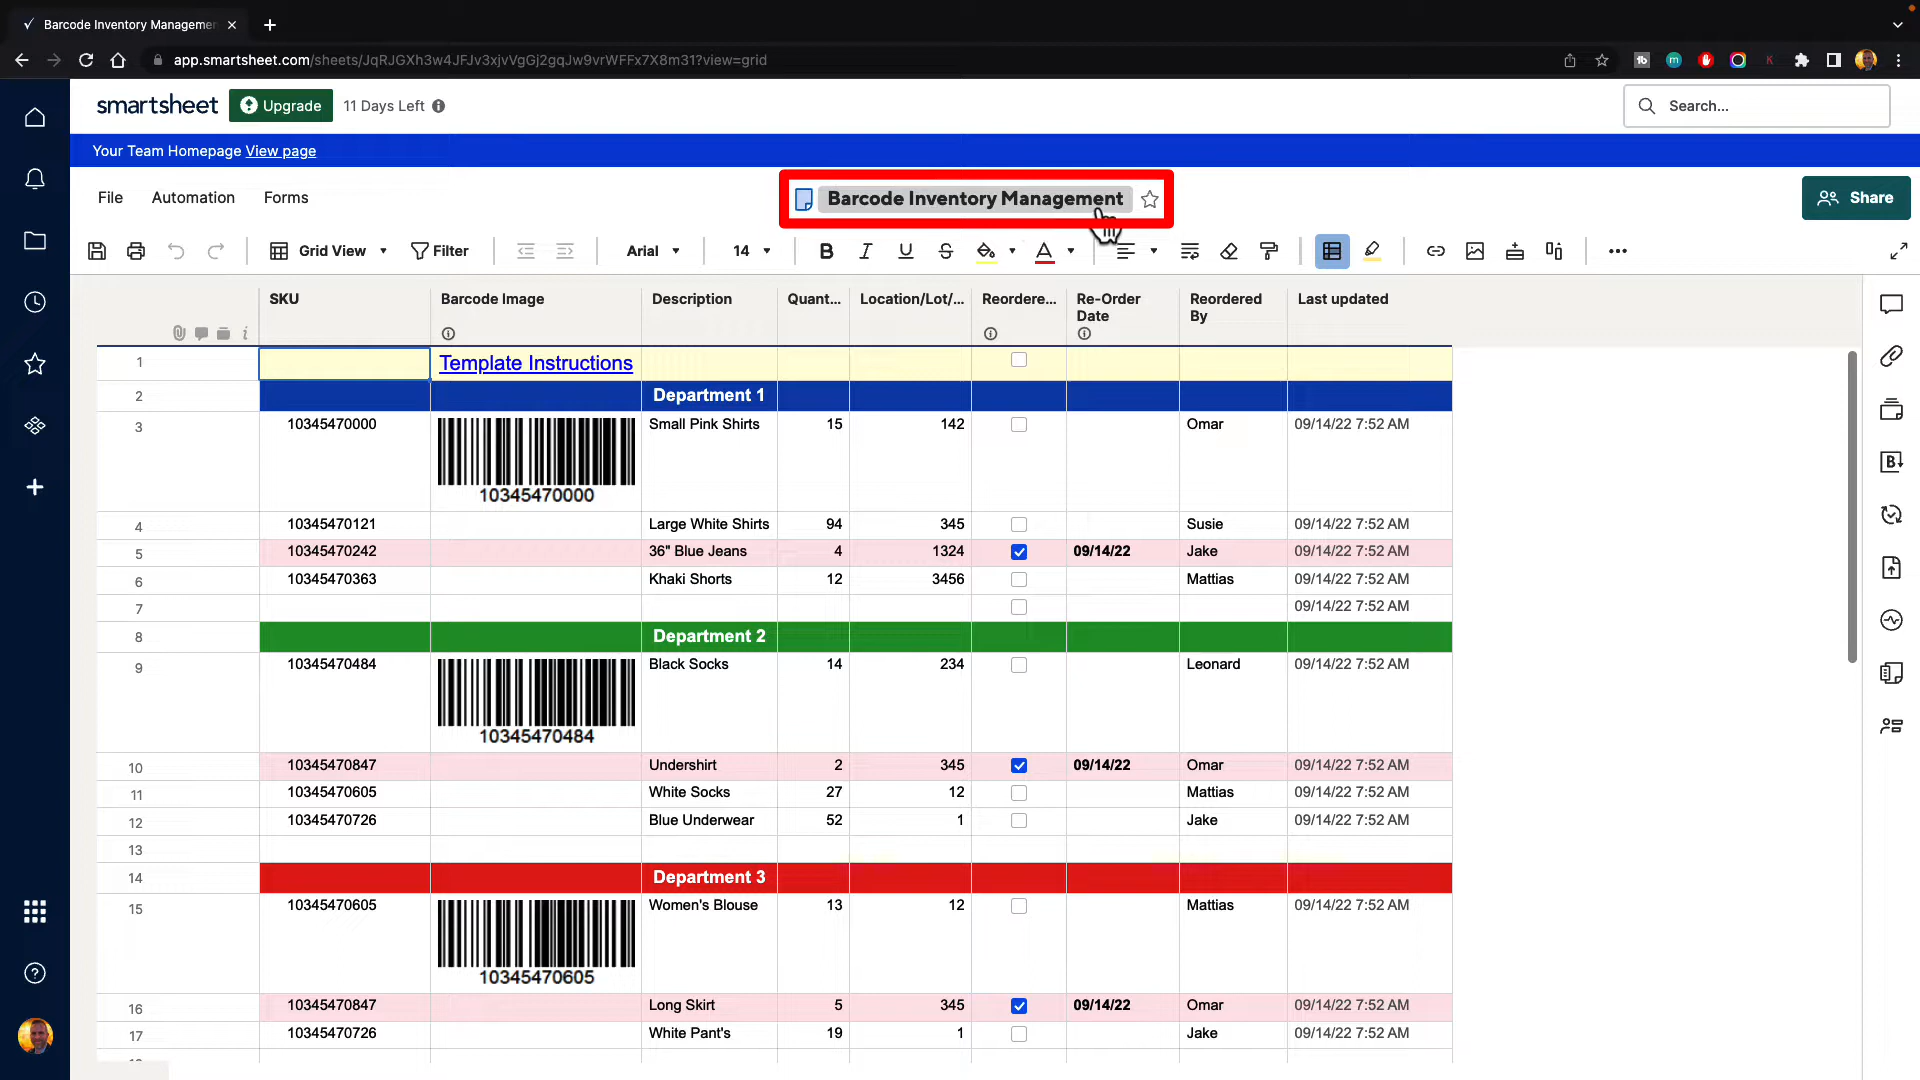 Barcode Inventory Managemen
app.smartsheet.com/sheets/JqRJGXh3w4JFJv3xjvVgGj2gqJw9vrWFFx7X8m31?view=grid
smartsheet Upgrade 11 Days Left Search...
Your Team Homepage View page
File Automation Forms Barcode Inventory Management Share
Grid View Filter Arial 14 B I U S A
SKU Barcode Image Description Quant... Location/Lot/... Reordere... Re-Order Date Reordered By Last updated
1 Template Instructions
2 Department 1
3 10345470000 Small Pink Shirts 15 142 Omar 09/14/22 7:52 AM
10345470000
4 10345470121 Large White Shirts 94 345 Susie 09/14/22 7:52 AM
5 10345470242 36" Blue Jeans 4 1324 09/14/22 Jake 09/14/22 7:52 AM
6 10345470363 Khaki Shorts 12 3456 Mattias 09/14/22 7:52 AM
7 09/14/22 7:52 AM
8 Department 2
9 10345470484 Black Socks 14 234 Leonard 09/14/22 7:52 AM
10345470484
10 10345470847 Undershirt 2 345 09/14/22 Omar 09/14/22 7:52 AM
11 10345470605 White Socks 27 12 Mattias 09/14/22 7:52 AM
12 10345470726 Blue Underwear 52 1 Jake 09/14/22 7:52 AM
13
14 Department 3
15 10345470605 Women's Blouse 13 12 Mattias 09/14/22 7:52 AM
10345470605
16 10345470847 Long Skirt 5 345 09/14/22 Omar 09/14/22 7:52 AM
17 10345470726 White Pant's 19 1 Jake 09/14/22 7:52 AM